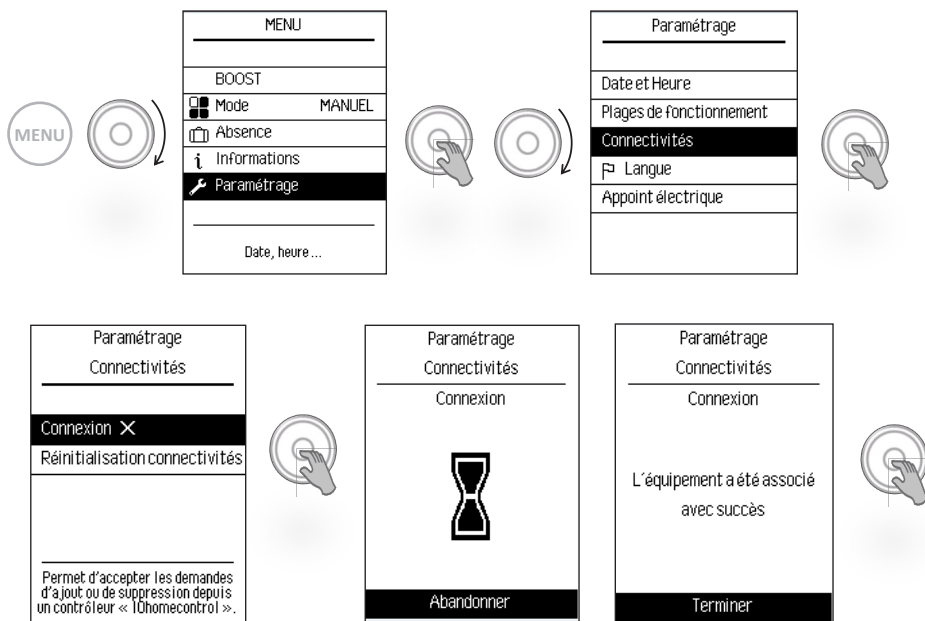 MENU
MENU
BOOST
Mode MANUEL
Absence
Informations
Paramétrage
Date, heure ...
Paramétrage
Date et Heure
Plages de fonctionnement
Connectivités
Langue
Appoint électrique
Paramétrage
Connectivités
Connexion
Réinitialisation connectivités
Permet d'accepter les demandes
d'ajout ou de suppression depuis
un contrôleur « IOhomecontrol ».
Paramétrage
Connectivités
Connexion
Abandonner
Paramétrage
Connectivités
Connexion
L'équipement a été associé
avec succès
Terminer